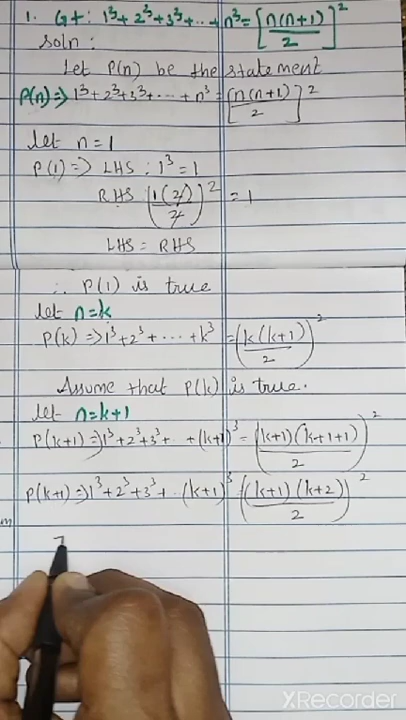 1. Gt: 1³+2³+3³+..+n³=[n(n+1)/2]²
Soln:
Let P(n) be the statement
P(n)=> 1³+2³+3³+...+n³=[n(n+1)/2]²
let n=1
P(1)=> LHS: 1³=1
RHS (1(2)/2)²=1
LHS=RHS
∴ P(1) is true
let n=k
P(k)=>1³+2³+...+k³=(k(k+1)/2)²
Assume that P(k) is true.
let n=k+1
P(k+1)=>1³+2³+3³+..+(k+1)³=((k+1)(k+1+1)/2)²
P(k+1)=>1³+2³+3³+..(k+1)³=((k+1)(k+2)/2)²
XRecorder